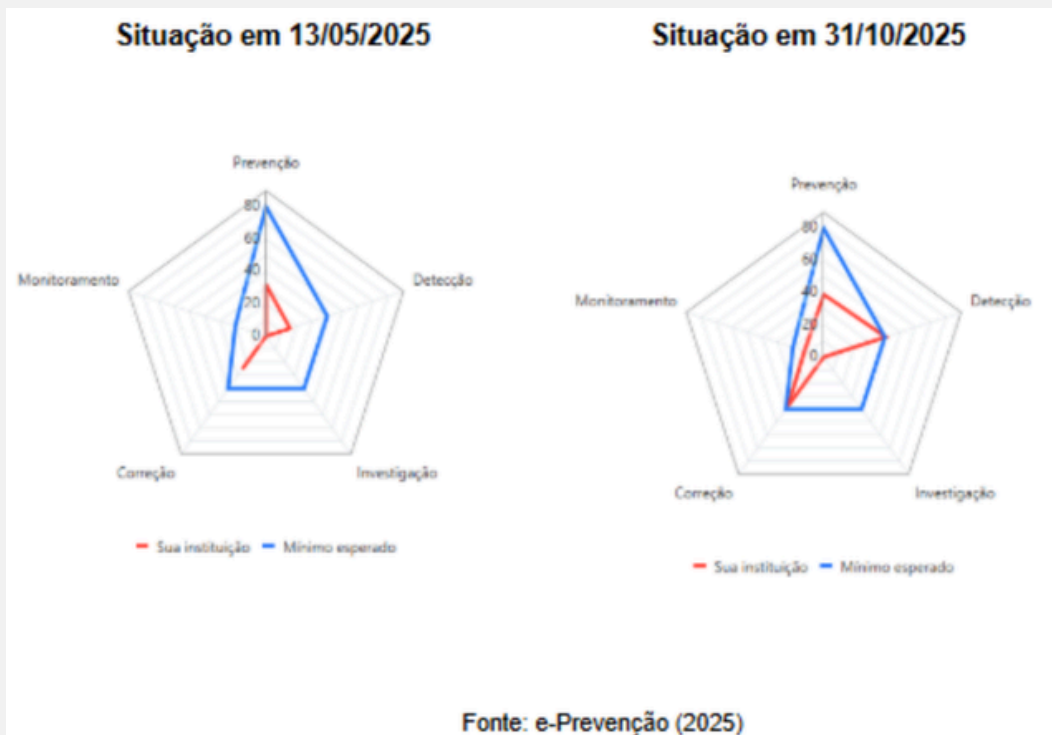 Situação em 13/05/2025
Situação em 31/10/2025
Prevenção
80
60
40
20
0
Monitoramento
Detecção
Correção
Investigação
Sua instituição
Mínimo esperado
Prevenção
80
60
40
20
0
Monitoramento
Detecção
Correção
Investigação
Sua instituição
Mínimo esperado
Fonte: e-Prevenção (2025)